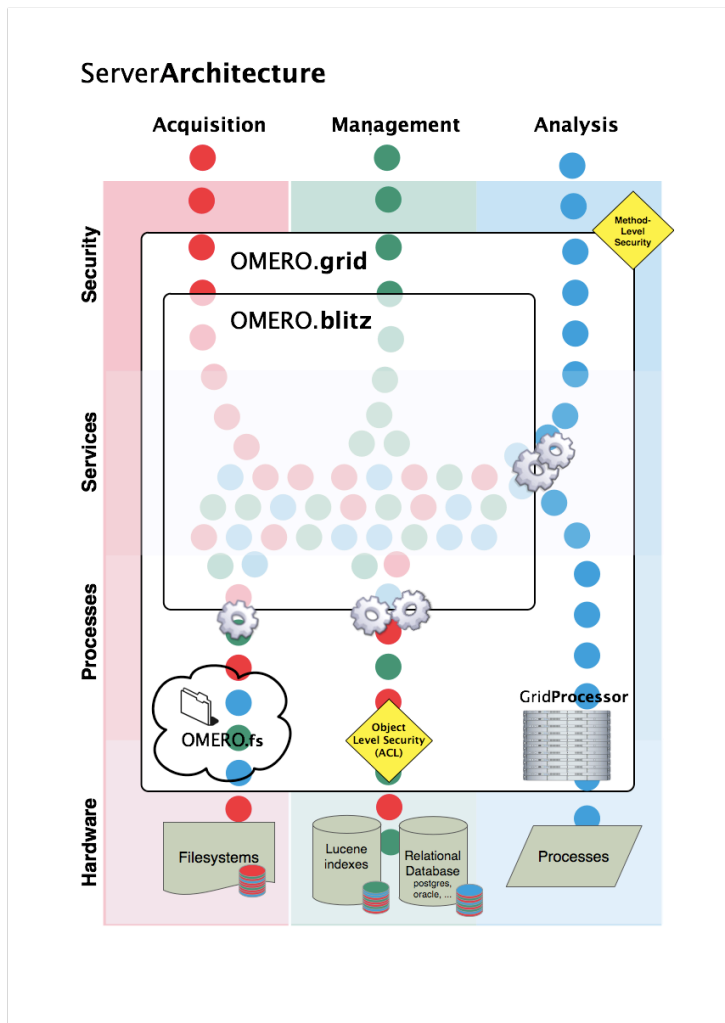 ServerArchitecture
Acquisition
Management
Analysis
Security
Method-
Level
Security
OMERO.grid
OMERO.blitz
Services
Processes
GridProcessor
OMERO.fs
Object
Level Security
(ACL)
Hardware
Filesystems
Lucene
indexes
Relational
Database
postgres,
oracle, ...
Processes